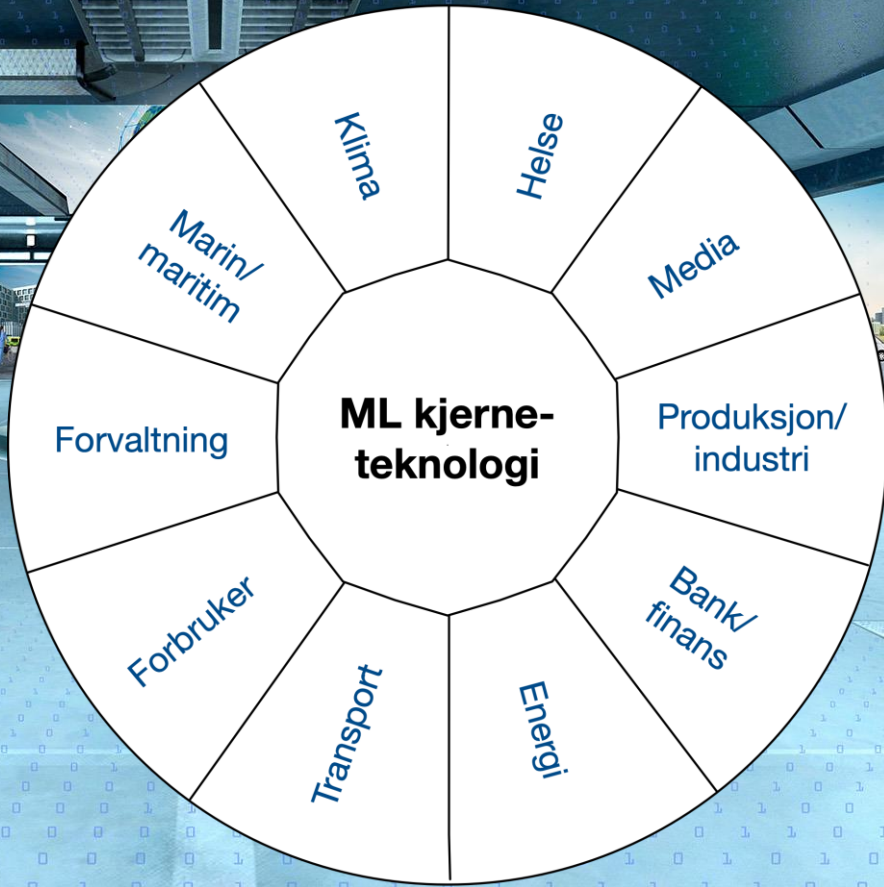 Klima
Helse
Marin/
maritim
Media
Forvaltning
ML kjerne-
teknologi
Produksjon/
industri
Forbruker
Bank/
finans
Transport
Energi